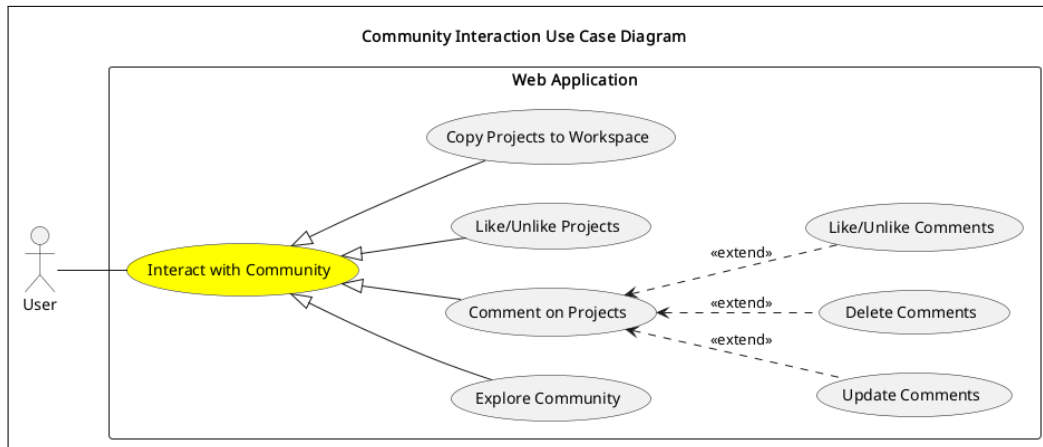 Community Interaction Use Case Diagram
Web Application
Copy Projects to Workspace
Like/Unlike Projects
Like/Unlike Comments
«extend»
Interact with Community
User
Comment on Projects
«extend»
Delete Comments
«extend»
Explore Community
Update Comments